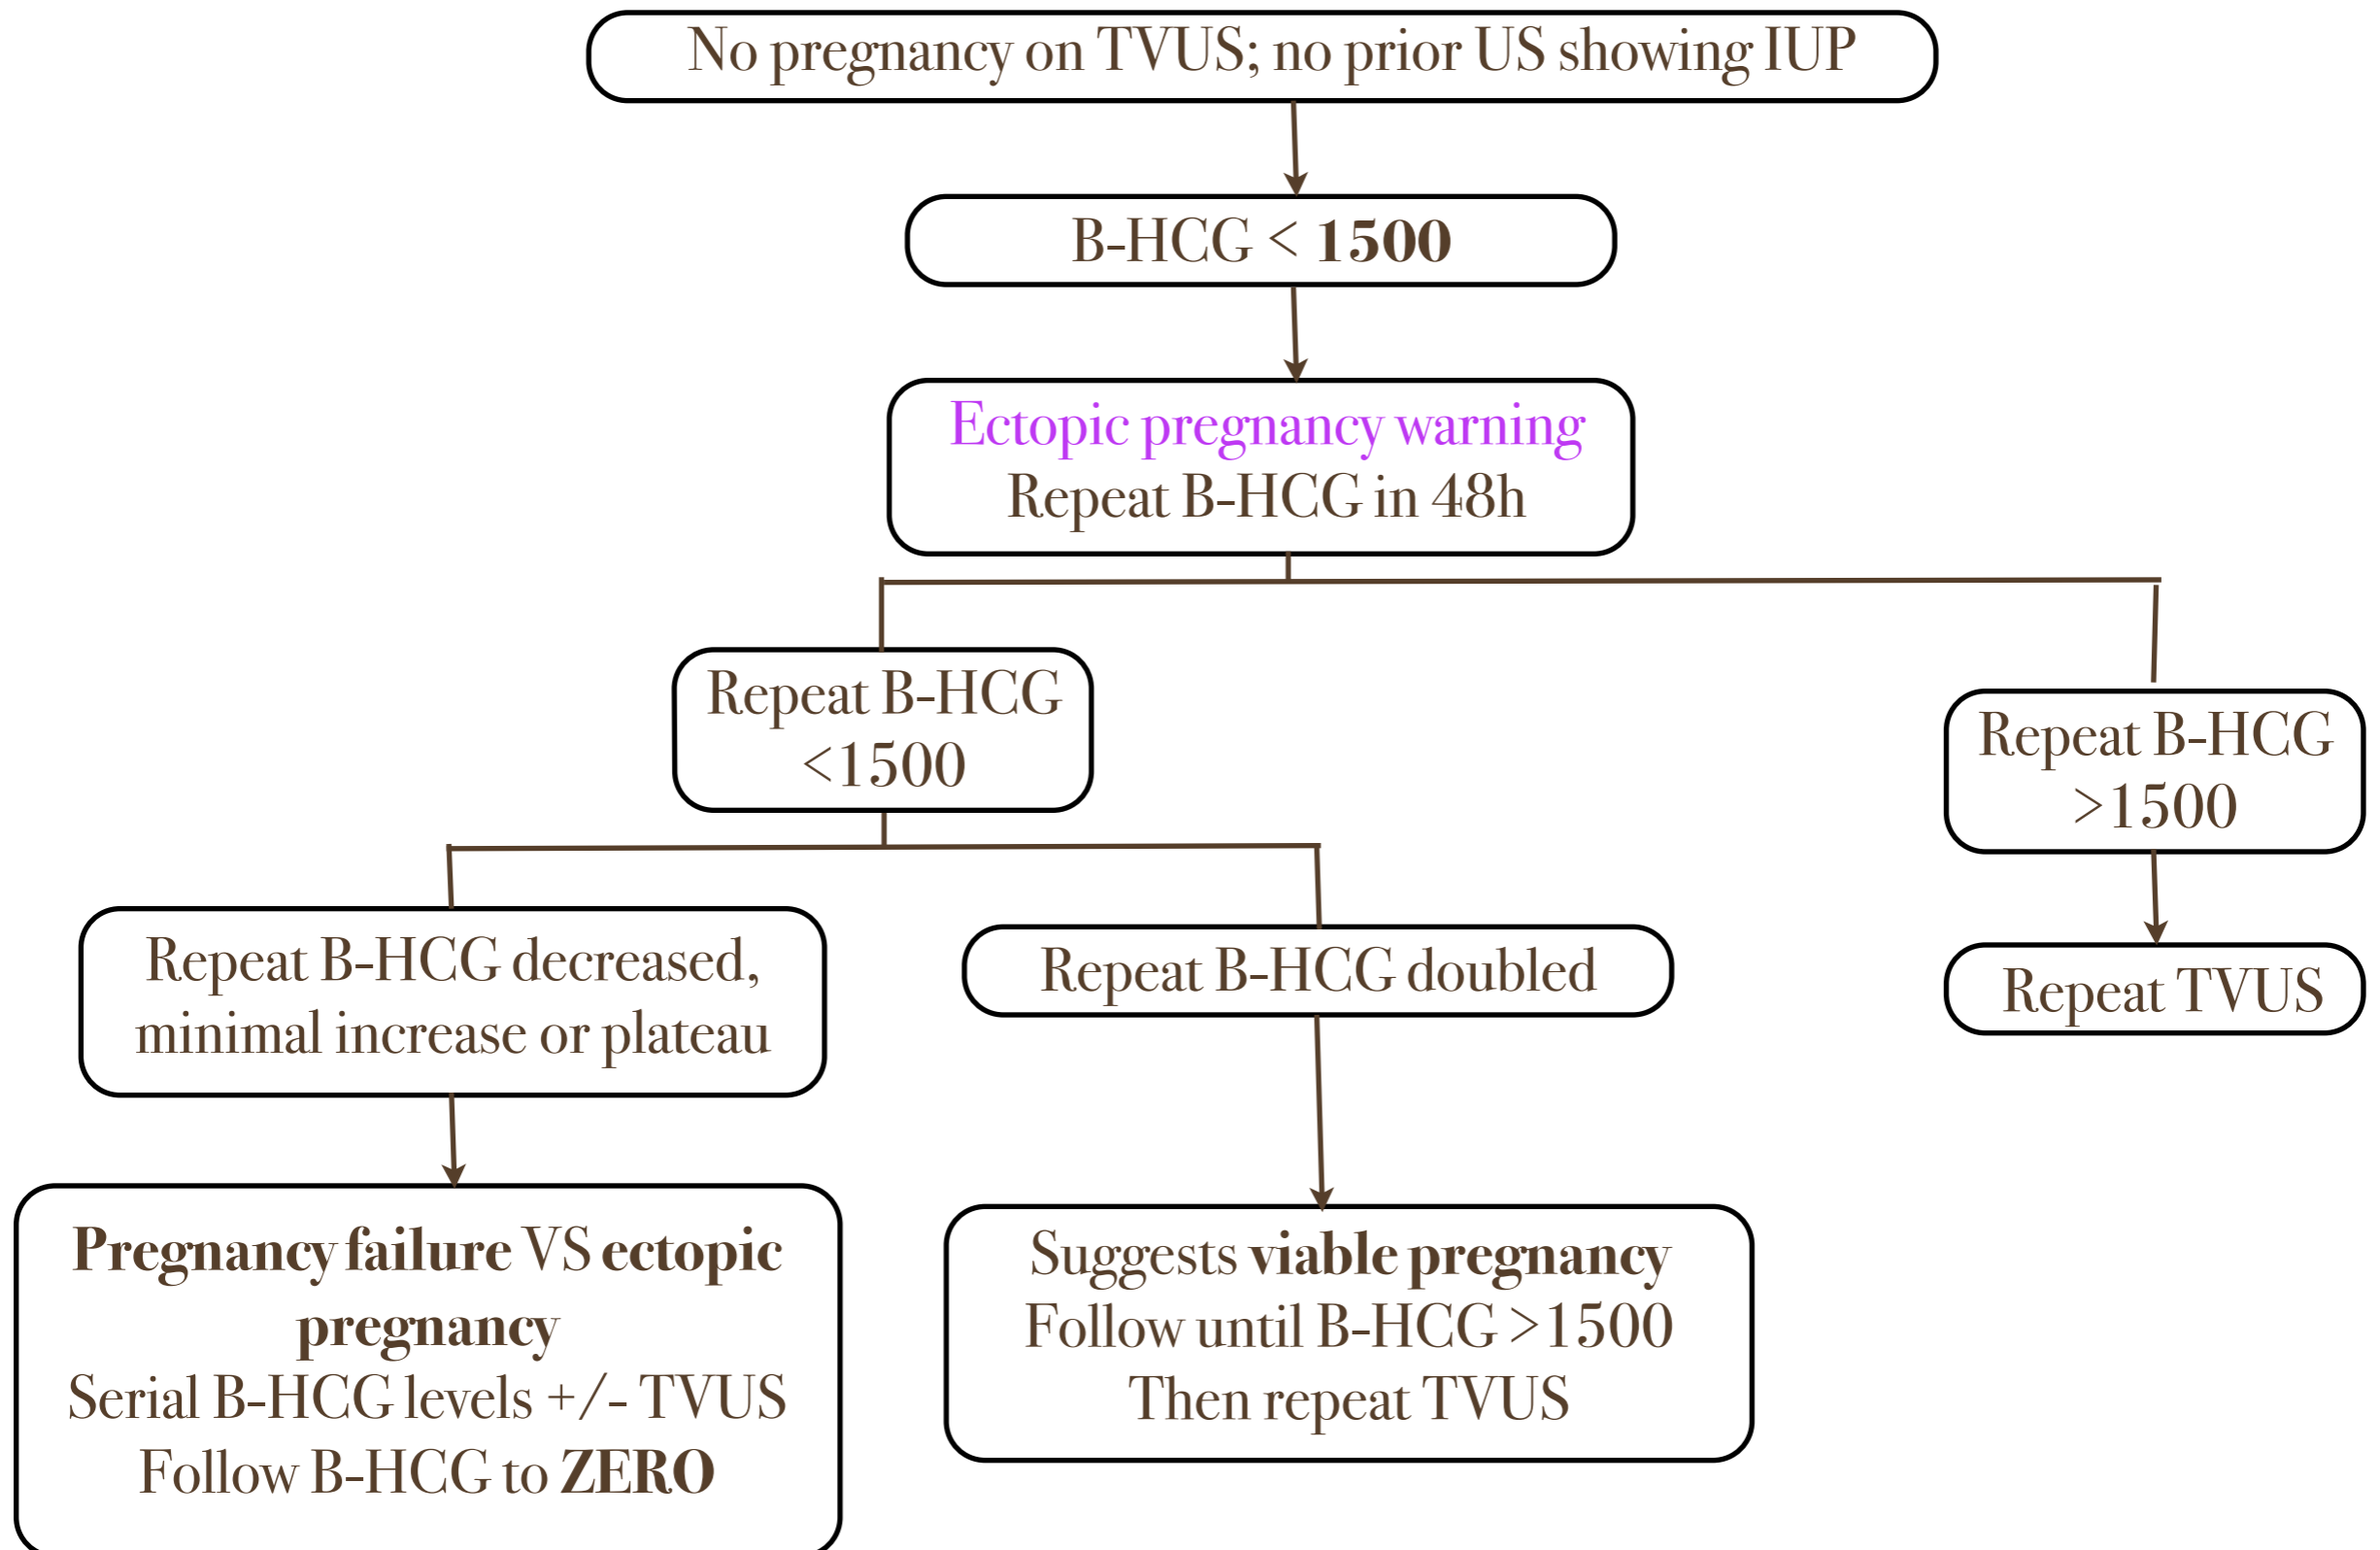 No pregnancy on TVUS; no prior US showing IUP
B-HCG < 1500
Ectopic pregnancy warning
Repeat B-HCG in 48h
Repeat B-HCG
<1500
Repeat B-HCG
>1500
Repeat B-HCG decreased,
minimal increase or plateau
Repeat B-HCG doubled
Repeat TVUS
Pregnancy failure VS ectopic
pregnancy
Serial B-HCG levels +/- TVUS
Follow B-HCG to ZERO
Suggests viable pregnancy
Follow until B-HCG >1500
Then repeat TVUS